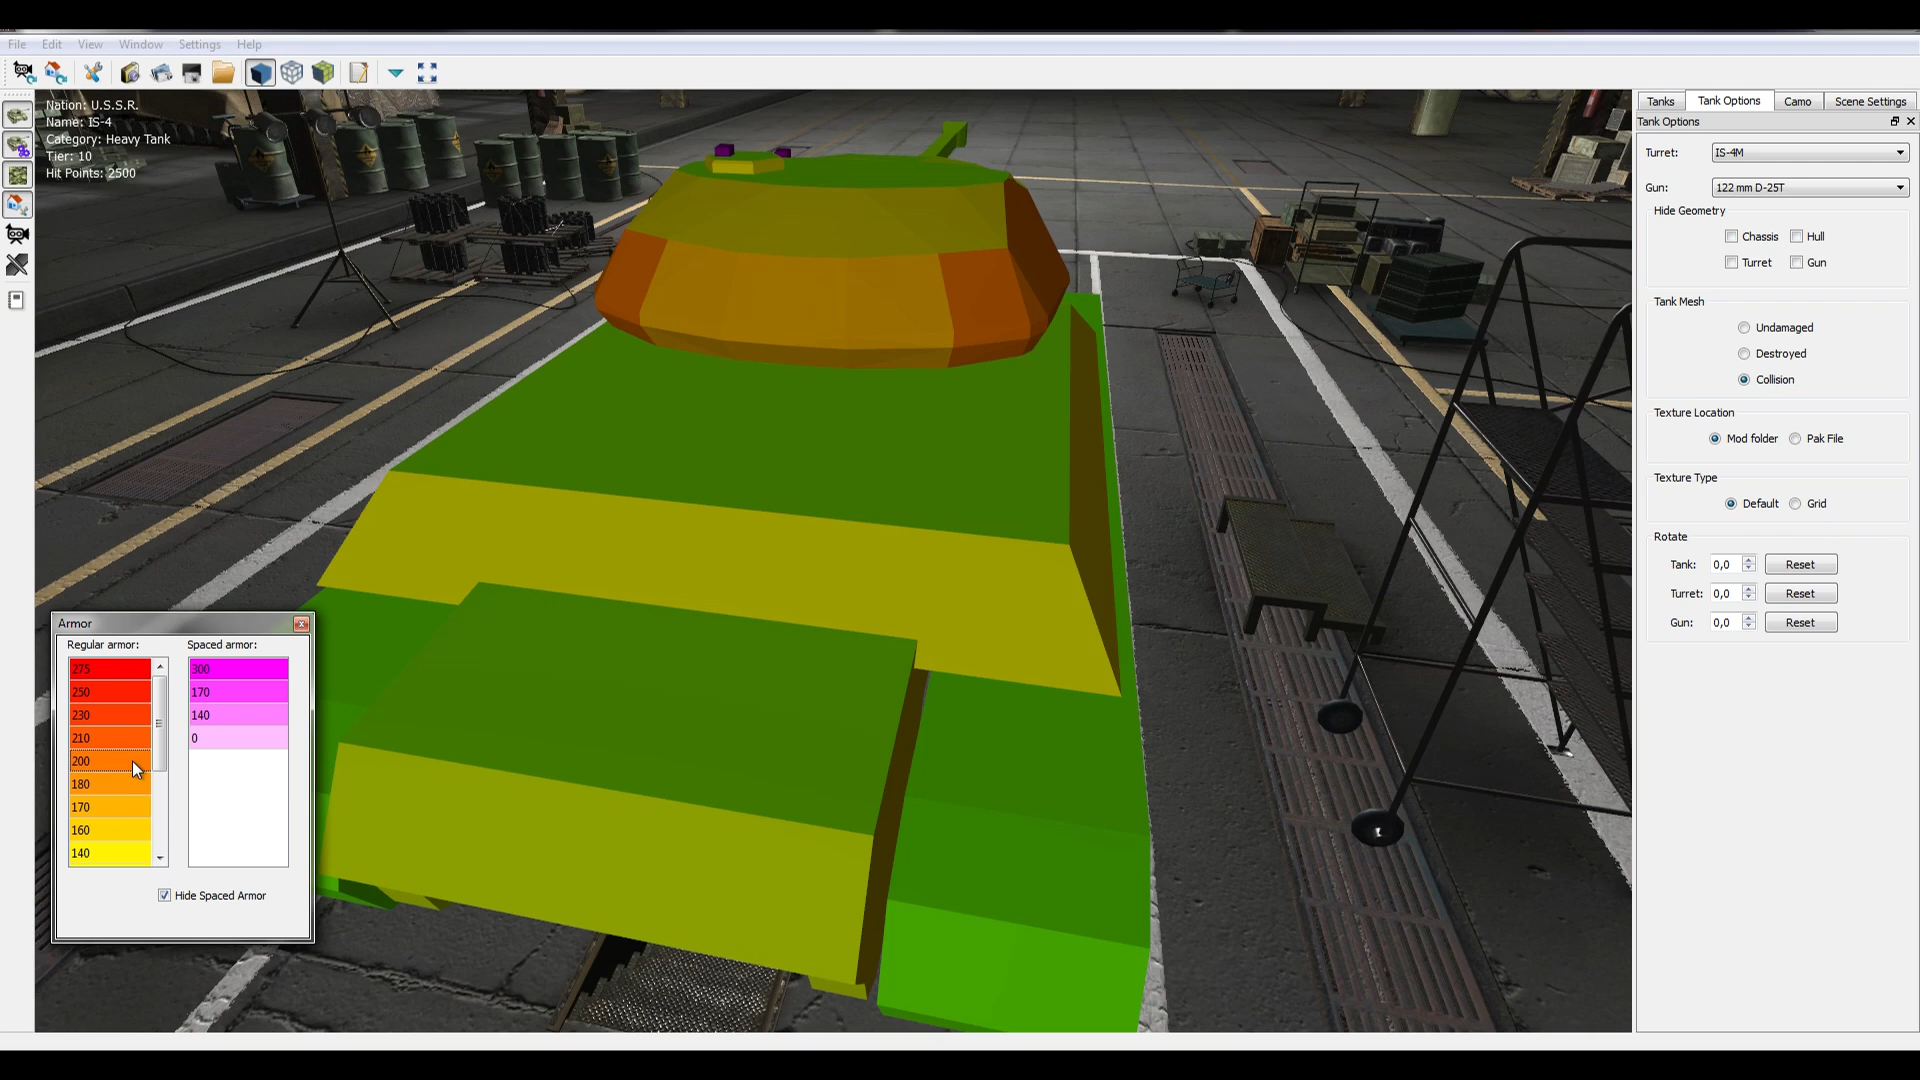 File Edit View Window Settings Help
Nation: U.S.S.R.
Name: IS-4
Category: Heavy Tank
Tier: 10
Hit Points: 2500
Armor
Regular armor: Spaced armor:
275 300
250 170
230 140
210 0
200
180
170
160
140
Hide Spaced Armor
Tanks Tank Options Camo Scene Settings
Tank Options
Turret: IS-4M
Gun: 122 mm D-25T
Hide Geometry
Chassis Hull
Turret Gun
Tank Mesh
Undamaged
Destroyed
Collision
Texture Location
Mod folder Pak File
Texture Type
Default Grid
Rotate
Tank: 0,0 Reset
Turret: 0,0 Reset
Gun: 0,0 Reset